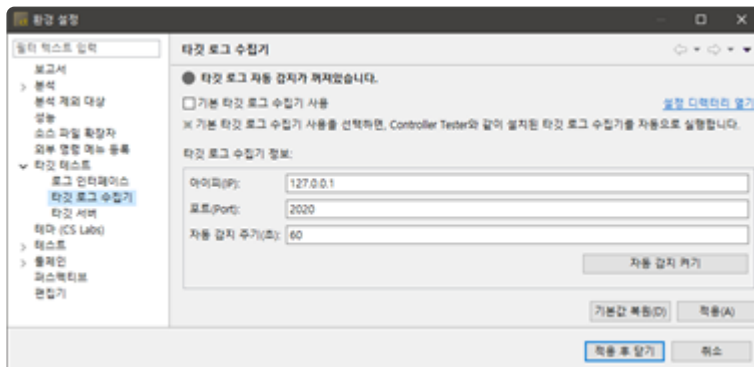 환경 설정
필터 텍스트 입력
보고서
분석
분석 제외 대상
성능
소스 파일 확장자
외부 명령 메뉴 등록
타깃 테스트
로그 인터페이스
타깃 로그 수집기
타깃 서버
테마 (CS Labs)
테스트
툴체인
퍼스펙티브
편집기
타깃 로그 수집기
타깃 로그 자동 감지가 꺼져있습니다.
기본 타깃 로그 수집기 사용
설정 디렉터리 열기
※ 기본 타깃 로그 수집기 사용을 선택하면, Controller Tester와 같이 설치된 타깃 로그 수집기를 자동으로 실행합니다.
타깃 로그 수집기 정보:
아이피(IP): 127.0.0.1
포트(Port): 2020
자동 감지 주기(초): 60
자동 감지 켜기
기본값 복원(D) 적용(A)
적용 후 닫기 취소